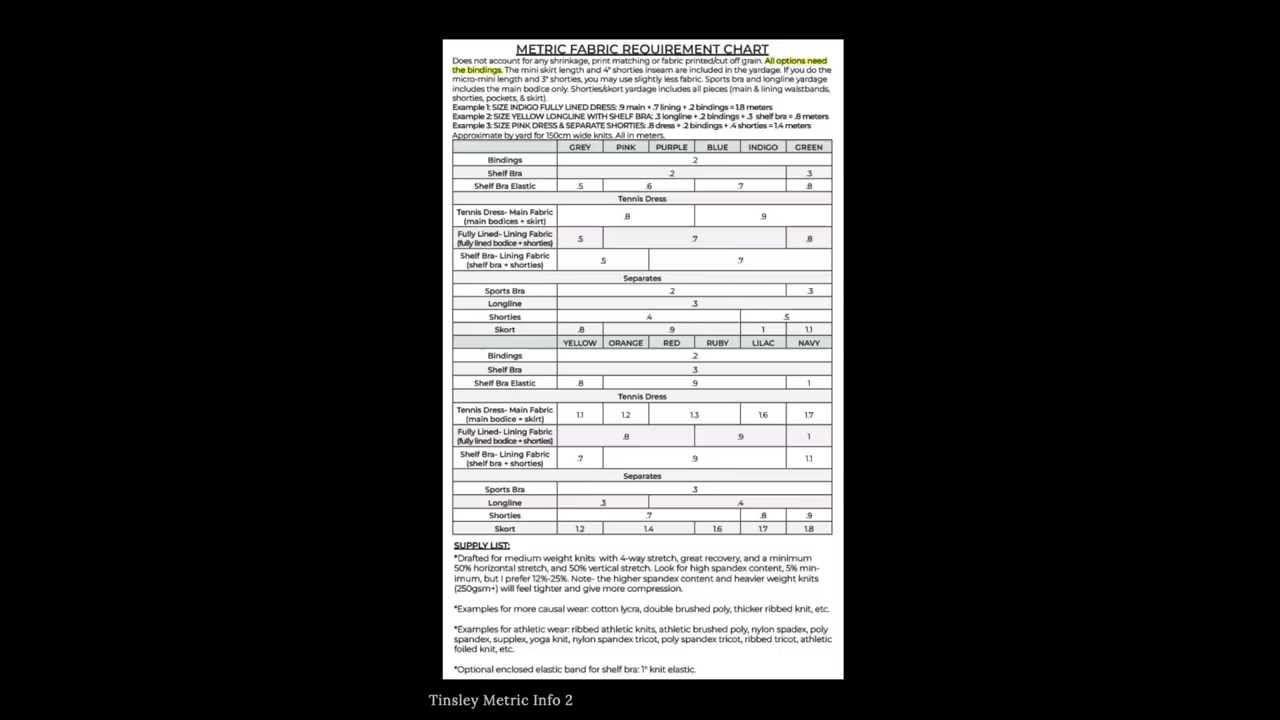 METRIC FABRIC REQUIREMENT CHART
Does not account for any shrinkage, print matching or fabric printed/cut off grain. All options need
the bindings. The mini skirt length and 4" shorties inseam are included in the yardage. If you do the
micro-mini length and 3" shorties, you may use slightly less fabric. Sports bra and longline yardage
includes the main bodice only. Shorties/skort yardage includes all pieces (main & lining waistbands,
shorties, pockets, & skirt).
Example 1: SIZE INDIGO FULLY LINED DRESS: .9 main + .7 lining + .2 bindings = 1.8 meters
Example 2: SIZE YELLOW LONGLINE WITH SHELF BRA: .3 longline + .2 bindings + .3 shelf bra = .8 meters
Example 3: SIZE PINK DRESS & SEPARATE SHORTIES: .8 dress + .2 bindings + .4 shorties = 1.4 meters
Approximate by yard for 150cm wide knits. All in meters.
GREY PINK PURPLE BLUE INDIGO GREEN
Bindings .2
Shelf Bra .2 .3
Shelf Bra Elastic .5 .6 .7 .8
Tennis Dress
Tennis Dress- Main Fabric
(main bodices + skirt) .8 .9
Fully Lined- Lining Fabric
(fully lined bodice + shorties) .5 .7 .8
Shelf Bra- Lining Fabric
(shelf bra + shorties) .5 .7
Separates
Sports Bra .2 .3
Longline .3
Shorties .4 .5
Skort .8 .9 1 1.1
YELLOW ORANGE RED RUBY LILAC NAVY
Bindings .2
Shelf Bra .3
Shelf Bra Elastic .8 .9 1
Tennis Dress
Tennis Dress- Main Fabric
(main bodice + skirt) 1.1 1.2 1.3 1.6 1.7
Fully Lined- Lining Fabric
(fully lined bodice + shorties) .8 .9 1
Shelf Bra- Lining Fabric
(shelf bra + shorties) .7 .9 1.1
Separates
Sports Bra .3
Longline .3 .4
Shorties .7 .8 .9
Skort 1.2 1.4 1.6 1.7 1.8
SUPPLY LIST:
*Drafted for medium weight knits with 4-way stretch, great recovery, and a minimum
50% horizontal stretch, and 50% vertical stretch. Look for high spandex content, 5% min-
imum, but I prefer 12%-25%. Note- the higher spandex content and heavier weight knits
(250gsm+) will feel tighter and give more compression.
*Examples for more causal wear: cotton lycra, double brushed poly, thicker ribbed knit, etc.
*Examples for athletic wear: ribbed athletic knits, athletic brushed poly, nylon spadex, poly
spandex, supplex, yoga knit, nylon spandex tricot, poly spandex tricot, ribbed tricot, athletic
foiled knit, etc.
*Optional enclosed elastic band for shelf bra: 1" knit elastic.
Tinsley Metric Info 2